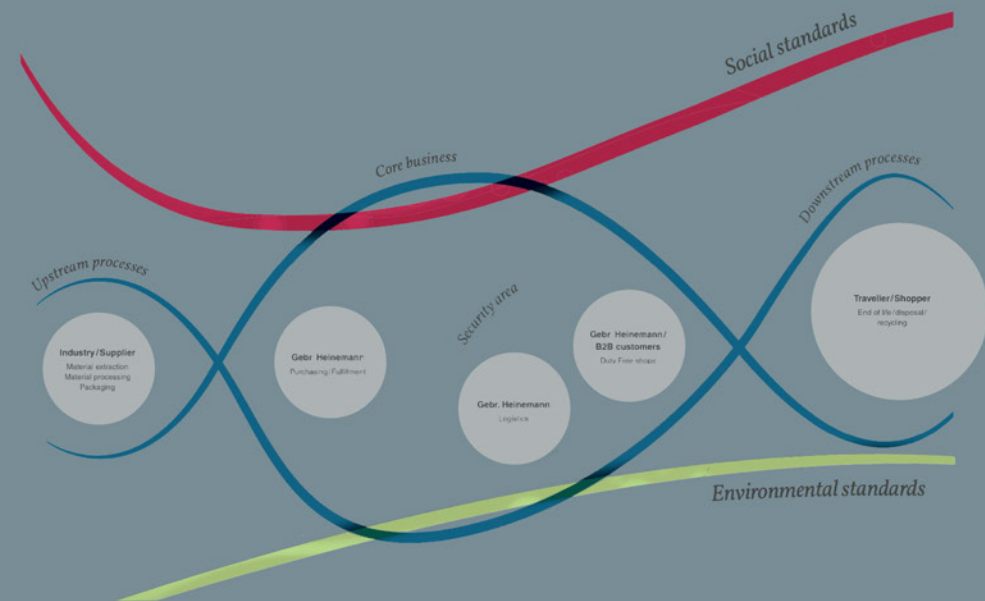 Social standards
Core business
Downstream processes
Upstream processes
Security area
Industry/Supplier
Material extraction
Material processing
Packaging
Gebr Heinemann
Purchasing/Fulfillment
Gebr. Heinemann
Logistics
Gebr Heinemann/
B2B customers
Duty Free shops
Traveller/Shopper
End of life/disposal/
recycling
Environmental standards